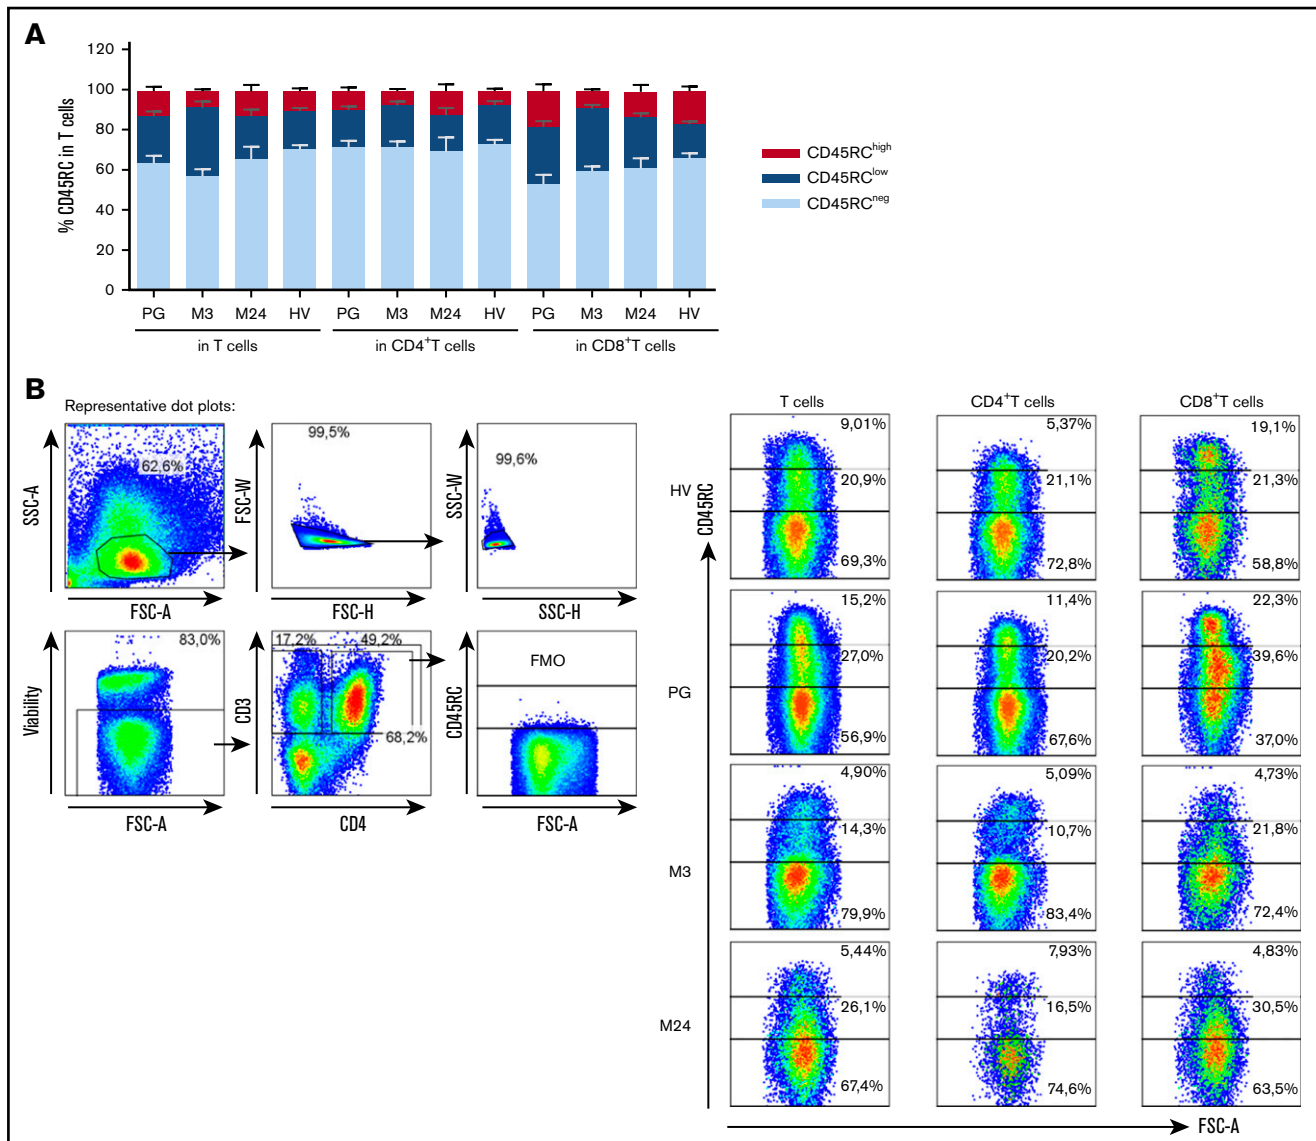 A
120
100
80
60
40
20
0
% CD45RC in T cells
PG M3 M24 HV PG M3 M24 HV PG M3 M24 HV
in T cells in CD4+T cells in CD8+T cells
CD45RChigh
CD45RClow
CD45RCneg
B
Representative dot plots:
SSC-A
62,6%
FSC-A
FSC-W
99,5%
FSC-H
SSC-W
99,6%
SSC-H
Viability
83,0%
FSC-A
CD3
17,2% 49,2%
68,2%
CD4
CD45RC
FMO
FSC-A
T cells CD4+T cells CD8+T cells
CD45RC
HV
9,01% 5,37% 19,1%
20,9% 21,1% 21,3%
69,3% 72,8% 58,8%
PG
15,2% 11,4% 22,3%
27,0% 20,2% 39,6%
56,9% 67,6% 37,0%
M3
4,90% 5,09% 4,73%
14,3% 10,7% 21,8%
79,9% 83,4% 72,4%
M24
5,44% 7,93% 4,83%
26,1% 16,5% 30,5%
67,4% 74,6% 63,5%
FSC-A